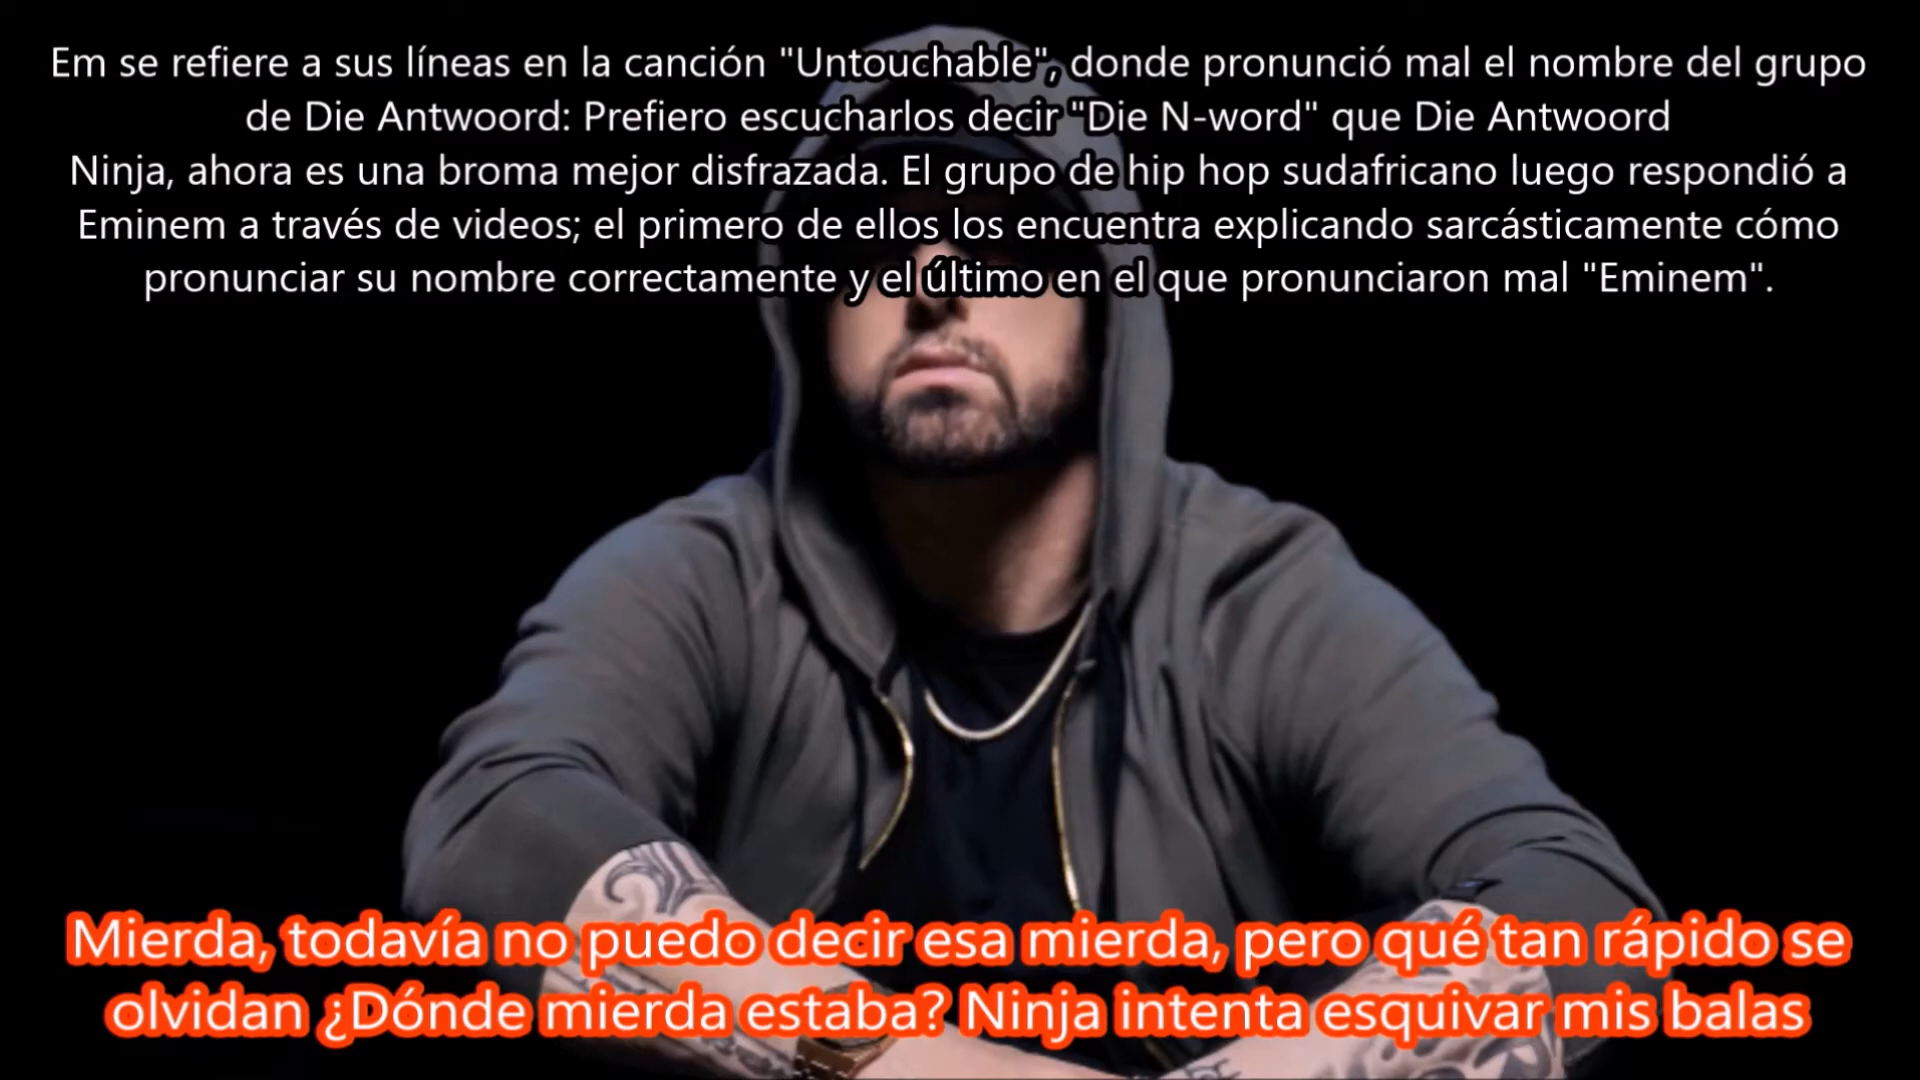 Em se refiere a sus líneas en la canción "Untouchable", donde pronunció mal el nombre del grupo
de Die Antwoord: Prefiero escucharlos decir "Die N-word" que Die Antwoord
Ninja, ahora es una broma mejor disfrazada. El grupo de hip hop sudafricano luego respondió a
Eminem a través de videos; el primero de ellos los encuentra explicando sarcásticamente cómo
pronunciar su nombre correctamente y el último en el que pronunciaron mal "Eminem".
Mierda, todavía no puedo decir esa mierda, pero qué tan rápido se
olvidan ¿Dónde mierda estaba? Ninja intenta esquivar mis balas